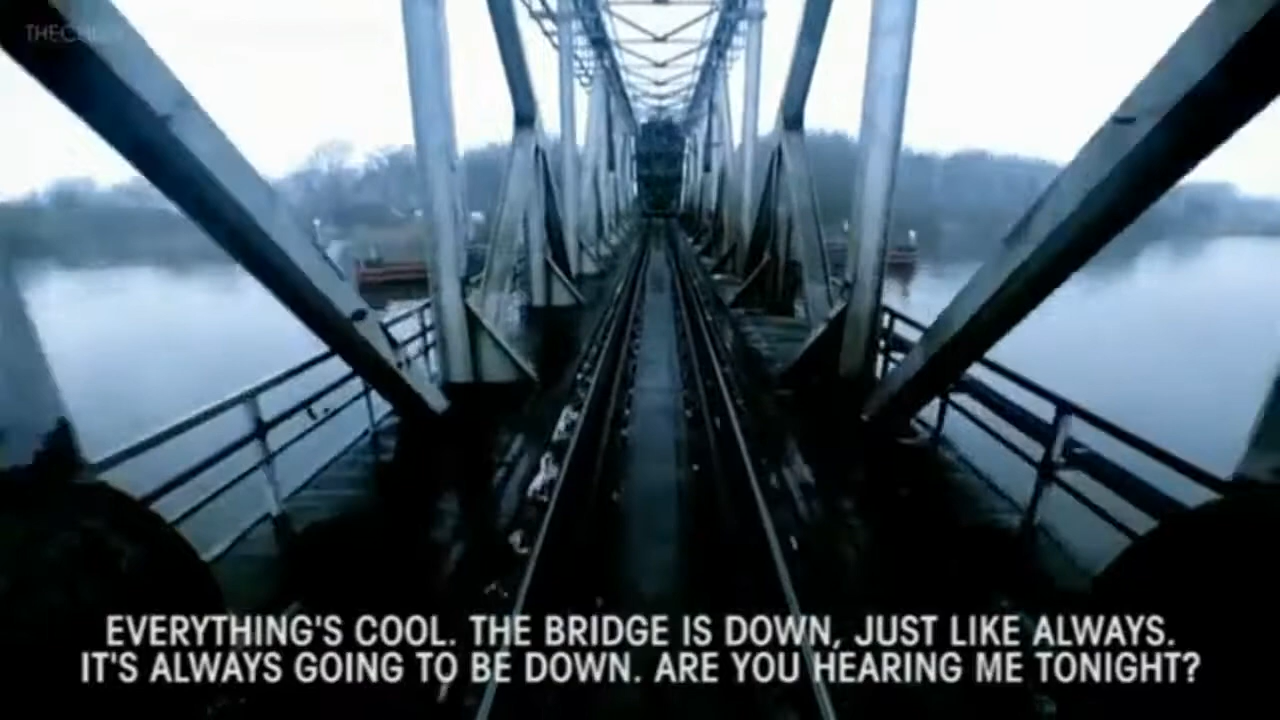 EVERYTHING'S COOL. THE BRIDGE IS DOWN, JUST LIKE ALWAYS.
IT'S ALWAYS GOING TO BE DOWN. ARE YOU HEARING ME TONIGHT?